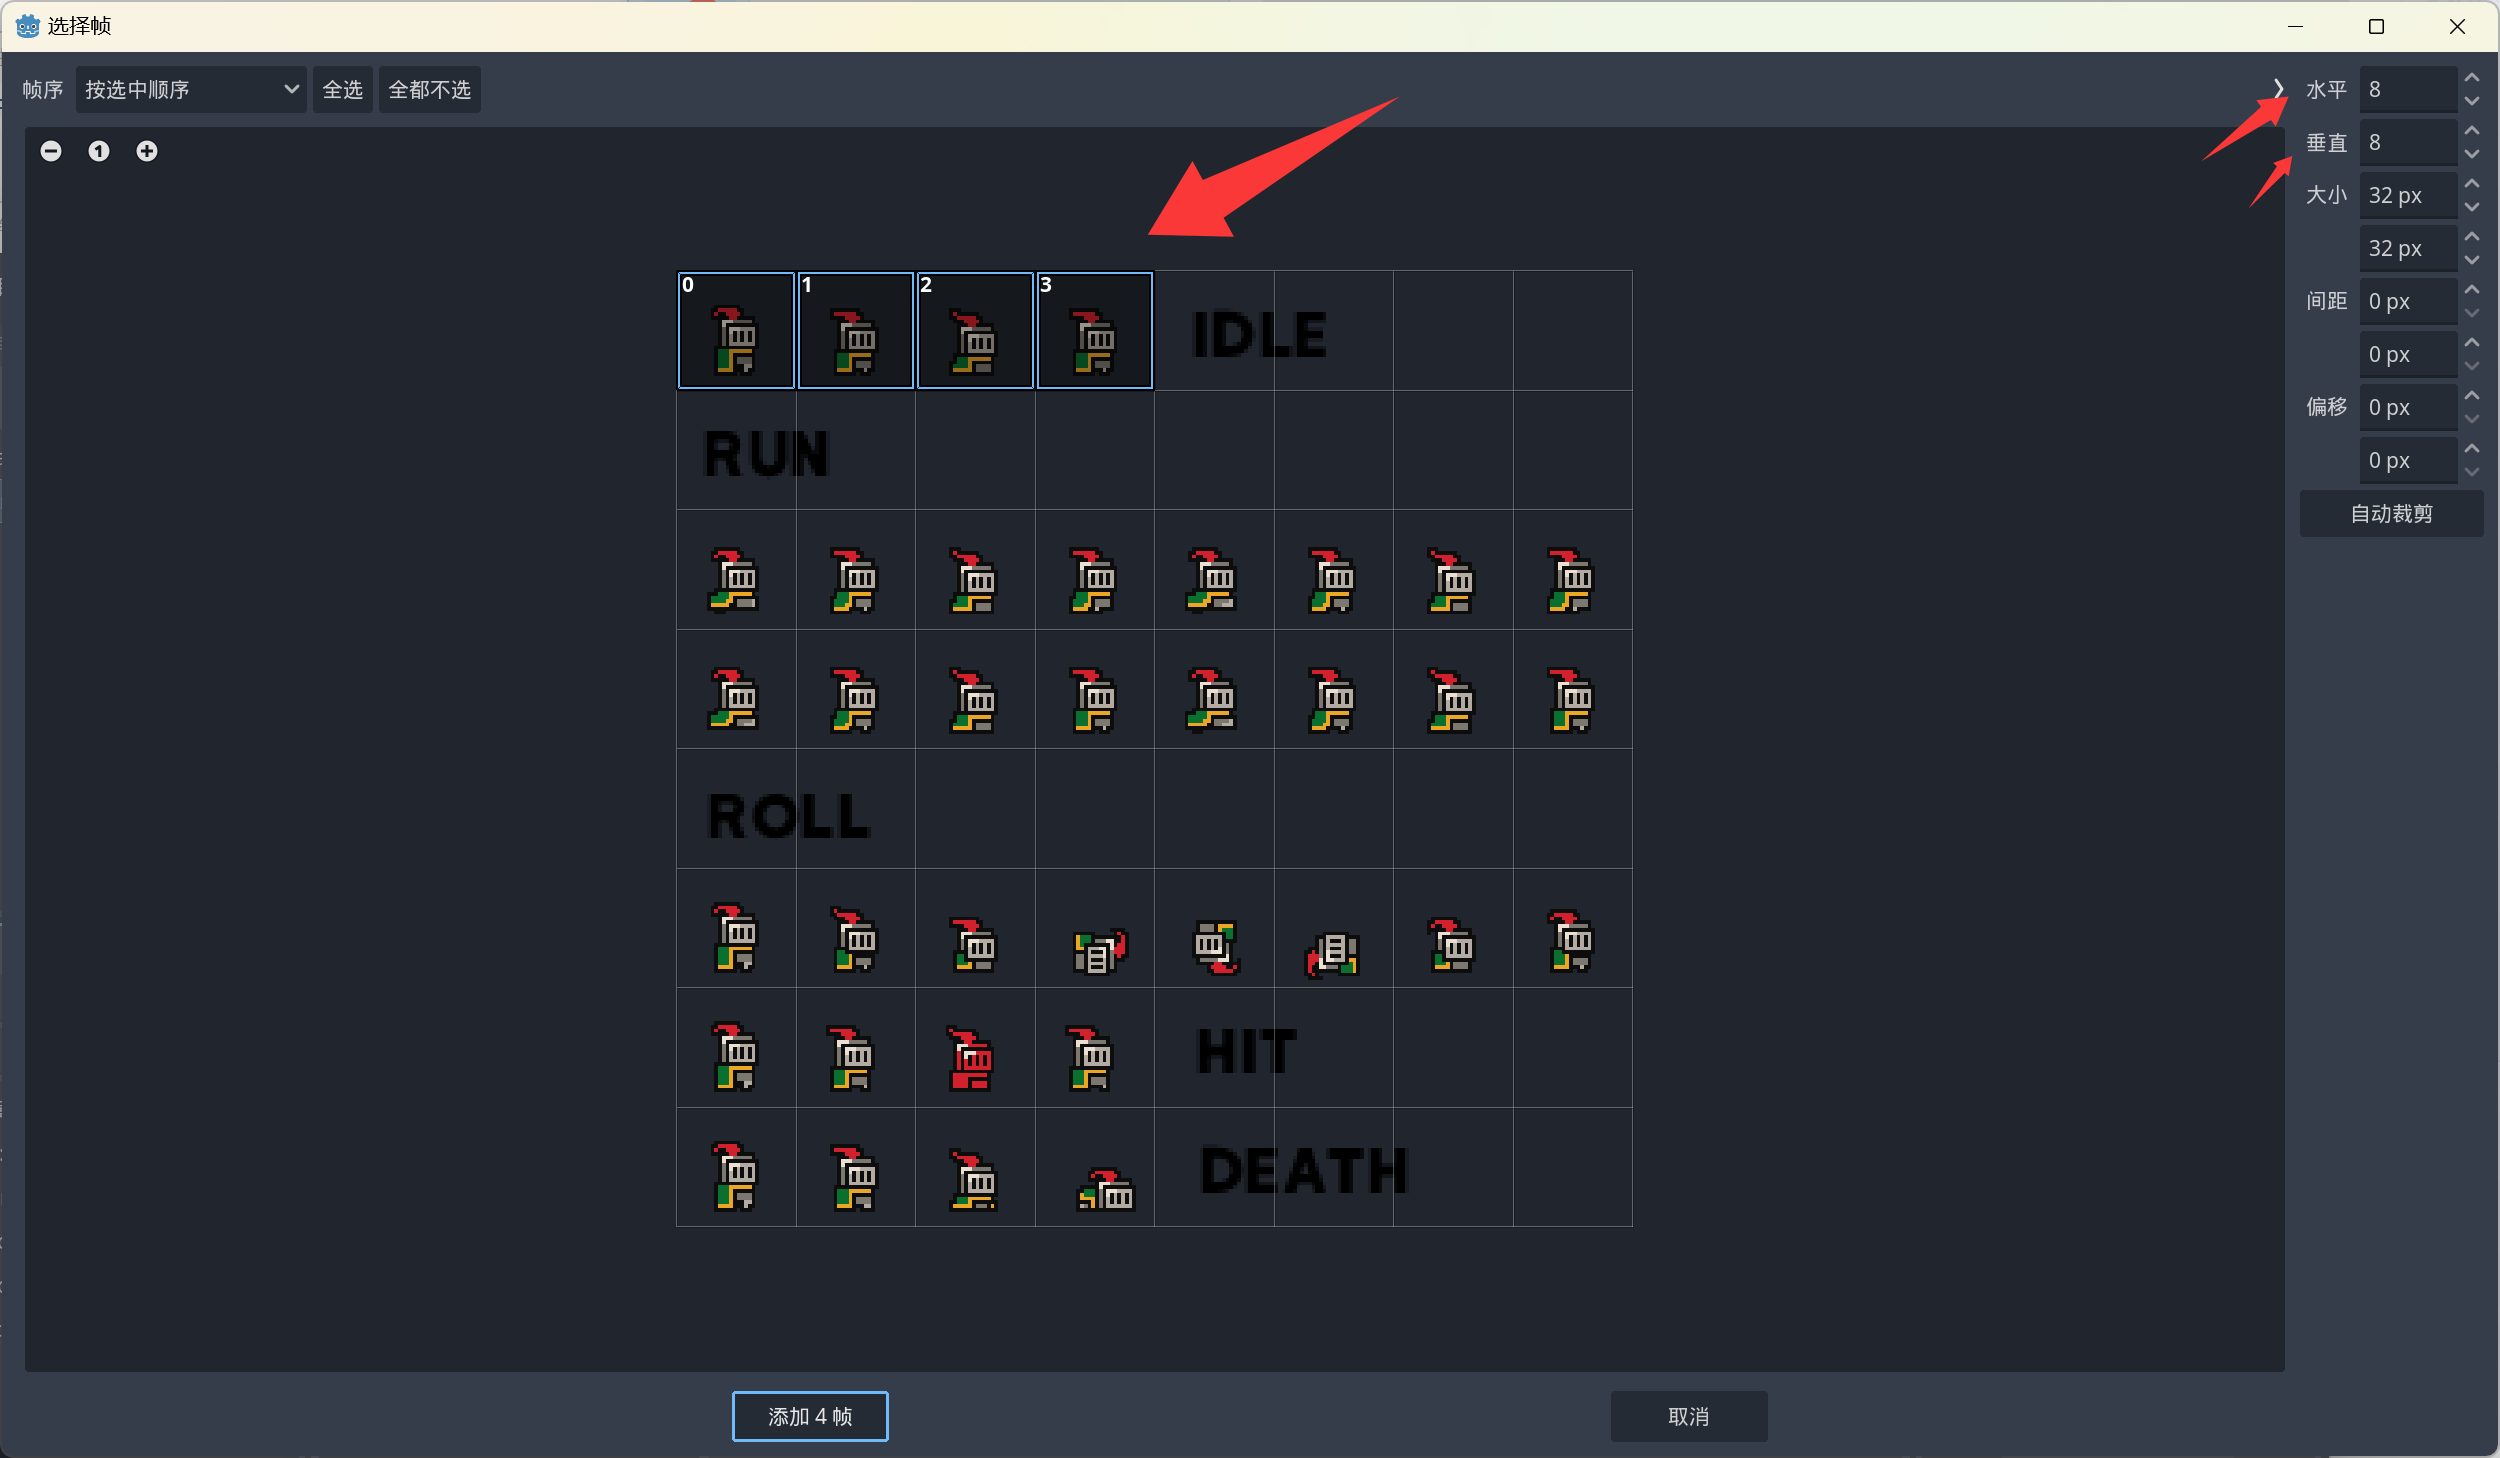 选择帧
帧序 按选中顺序 全选 全都不选
水平 8
垂直 8
大小 32 px
32 px
间距 0 px
0 px
偏移 0 px
0 px
自动裁剪
1
0 1 2 3
IDLE
RUN
ROLL
HIT
DEATH
添加 4 帧 取消